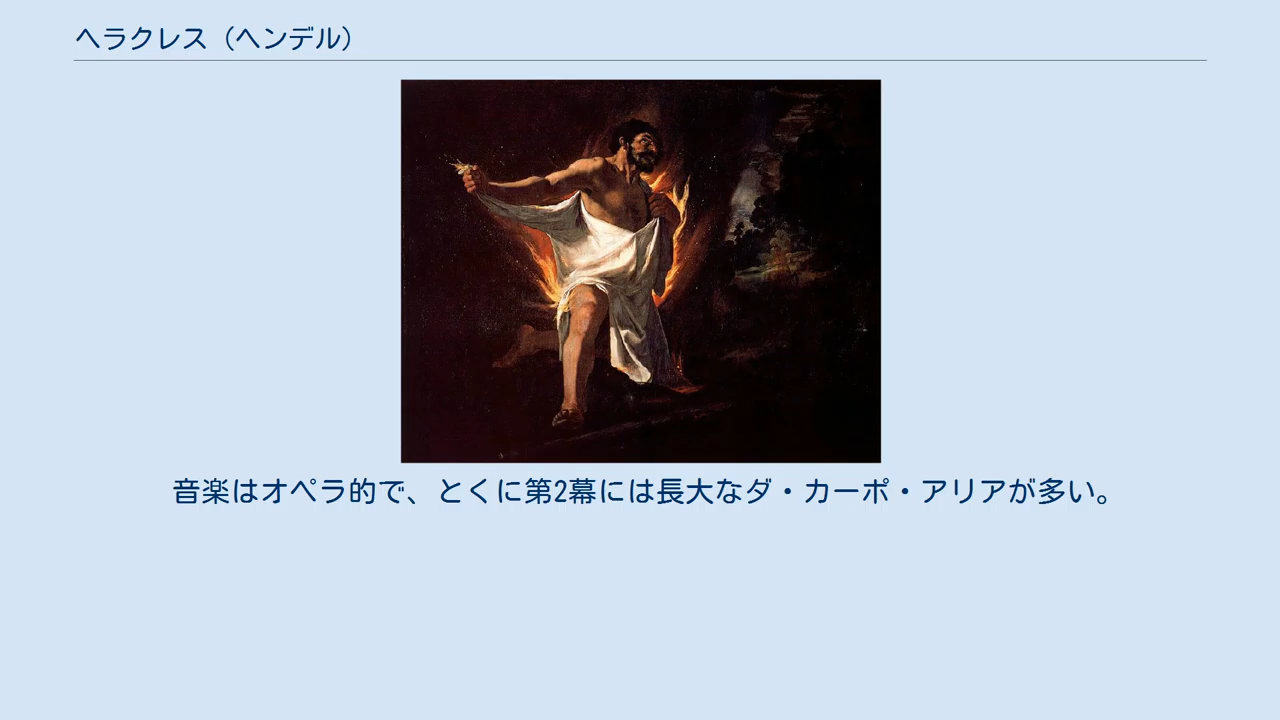 ヘラクレス（ヘンデル）
音楽はオペラ的で、とくに第2幕には長大なダ・カーポ・アリアが多い。